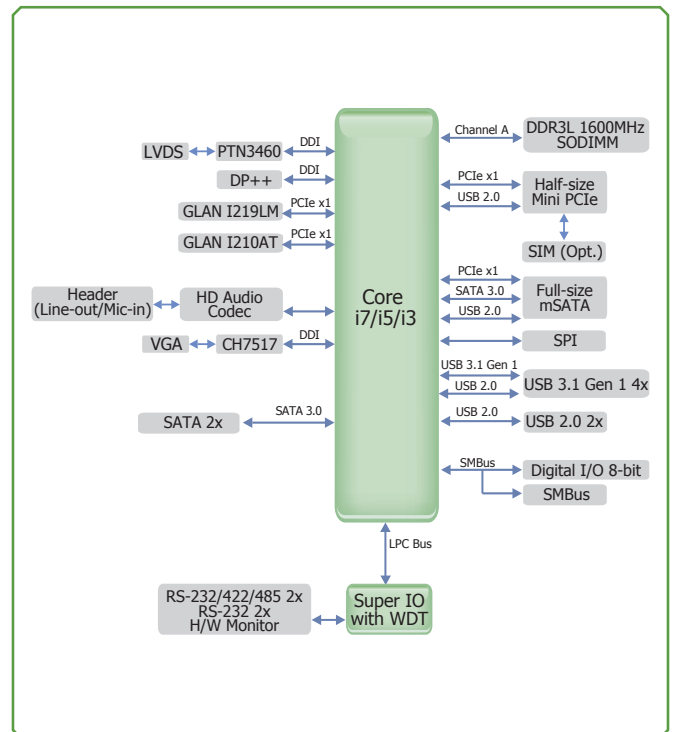 LVDS
PTN3460
DDI
DP++
DDI
GLAN I219LM
PCIe x1
GLAN I210AT
PCIe x1
Header
(Line-out/Mic-in)
HD Audio
Codec
VGA
CH7517
DDI
SATA 2x
SATA 3.0
Core
i7/i5/i3
Channel A
DDR3L 1600MHz
SODIMM
PCIe x1
USB 2.0
Half-size
Mini PCIe
SIM (Opt.)
PCIe x1
SATA 3.0
USB 2.0
Full-size
mSATA
SPI
USB 3.1 Gen 1
USB 2.0
USB 3.1 Gen 1 4x
USB 2.0
USB 2.0 2x
SMBus
Digital I/O 8-bit
SMBus
LPC Bus
RS-232/422/485 2x
RS-232 2x
H/W Monitor
Super IO
with WDT